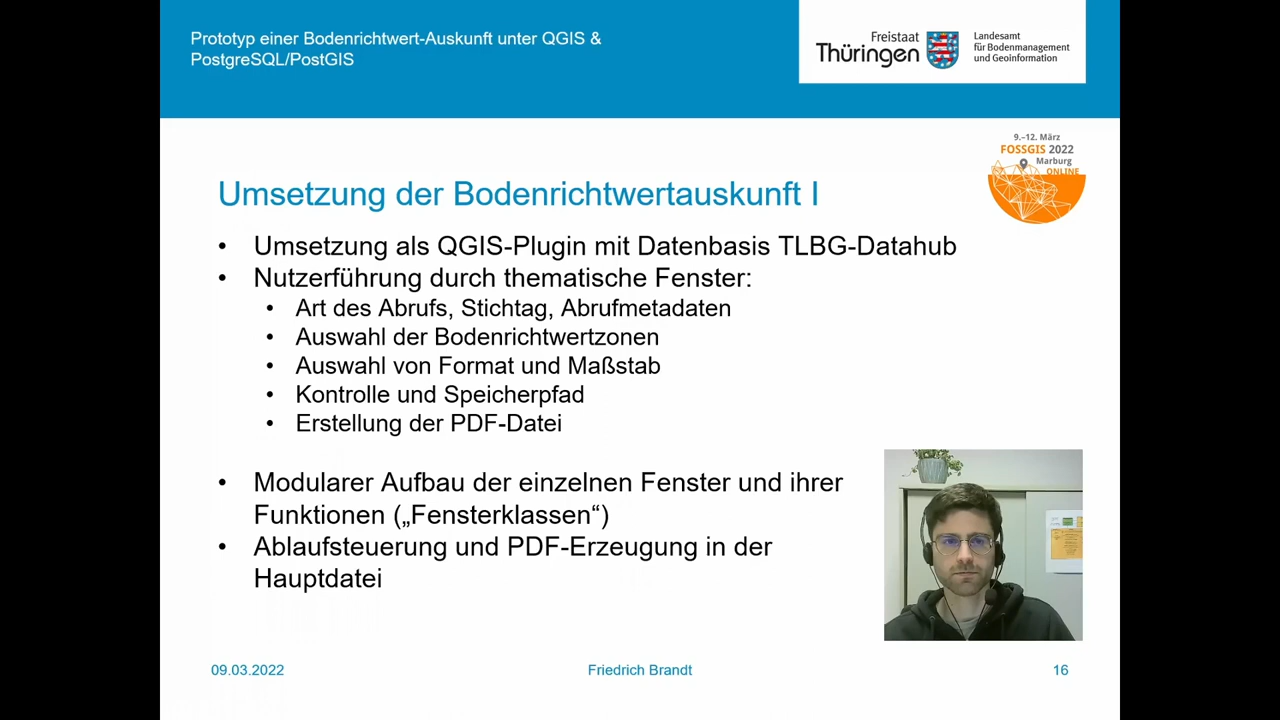 Prototyp einer Bodenrichtwert-Auskunft unter QGIS &
PostgreSQL/PostGIS
Freistaat
Thüringen
Landesamt
für Bodenmanagement
und Geoinformation
9.–12. März
FOSSGIS 2022
Marburg
ONLINE
Umsetzung der Bodenrichtwertauskunft I
• Umsetzung als QGIS-Plugin mit Datenbasis TLBG-Datahub
• Nutzerführung durch thematische Fenster:
• Art des Abrufs, Stichtag, Abrufmetadaten
• Auswahl der Bodenrichtwertzonen
• Auswahl von Format und Maßstab
• Kontrolle und Speicherpfad
• Erstellung der PDF-Datei
• Modularer Aufbau der einzelnen Fenster und ihrer
Funktionen („Fensterklassen“)
• Ablaufsteuerung und PDF-Erzeugung in der
Hauptdatei
09.03.2022
Friedrich Brandt
16